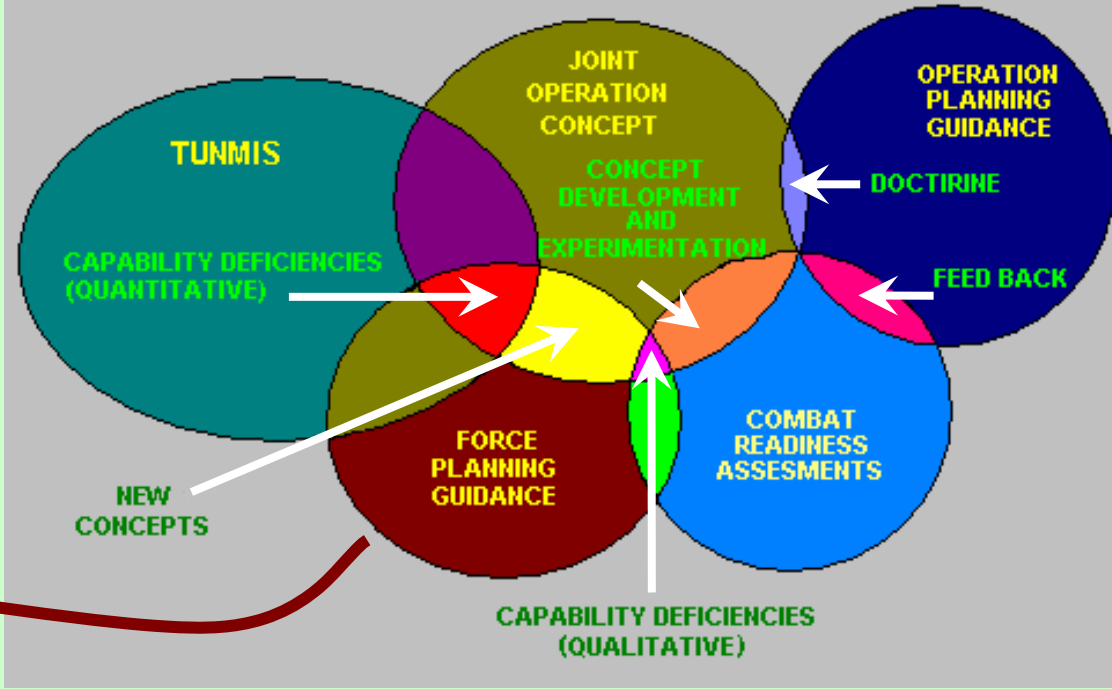 JOINT
OPERATION
CONCEPT
OPERATION
PLANNING
GUIDANCE
TUNMIS
CONCEPT
DEVELOPMENT
AND
EXPERIMENTATION
DOCTIRINE
CAPABILITY DEFICIENCIES
(QUANTITATIVE)
FEED BACK
FORCE
PLANNING
GUIDANCE
COMBAT
READINESS
ASSESMENTS
NEW
CONCEPTS
CAPABILITY DEFICIENCIES
(QUALITATIVE)